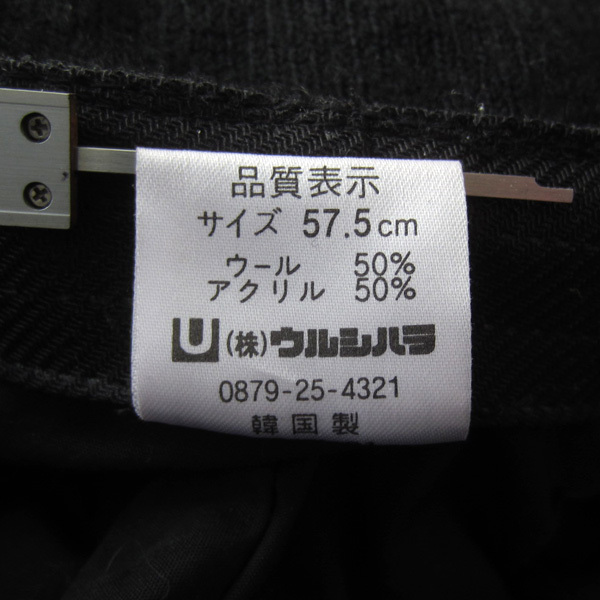 品質表示
サイズ 57.5cm
ウール 50%
アクリル 50%
U (株)ウルシハラ
0879-25-4321
韓国製